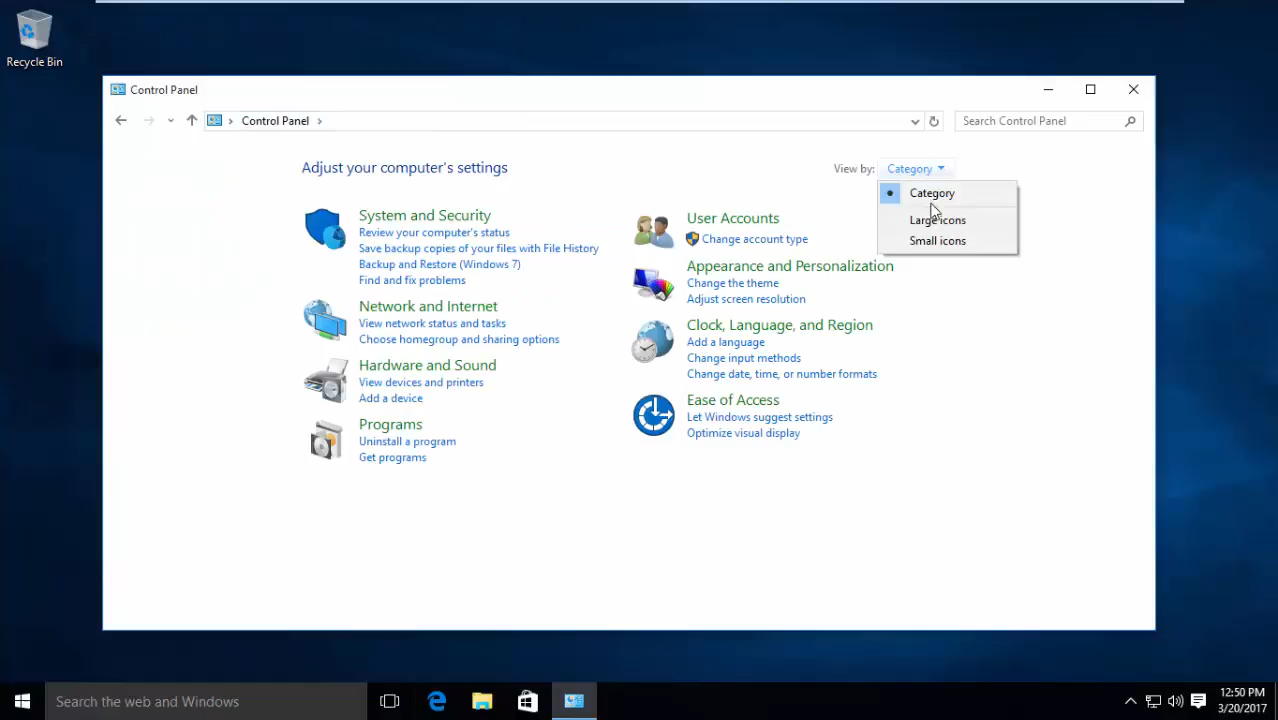 Recycle Bin
Control Panel
Control Panel
Search Control Panel
Adjust your computer's settings
View by: Category
Category
Large icons
Small icons
System and Security
Review your computer's status
Save backup copies of your files with File History
Backup and Restore (Windows 7)
Find and fix problems
Network and Internet
View network status and tasks
Choose homegroup and sharing options
Hardware and Sound
View devices and printers
Add a device
Programs
Uninstall a program
Get programs
User Accounts
Change account type
Appearance and Personalization
Change the theme
Adjust screen resolution
Clock, Language, and Region
Add a language
Change input methods
Change date, time, or number formats
Ease of Access
Let Windows suggest settings
Optimize visual display
Search the web and Windows
12:50 PM
3/20/2017